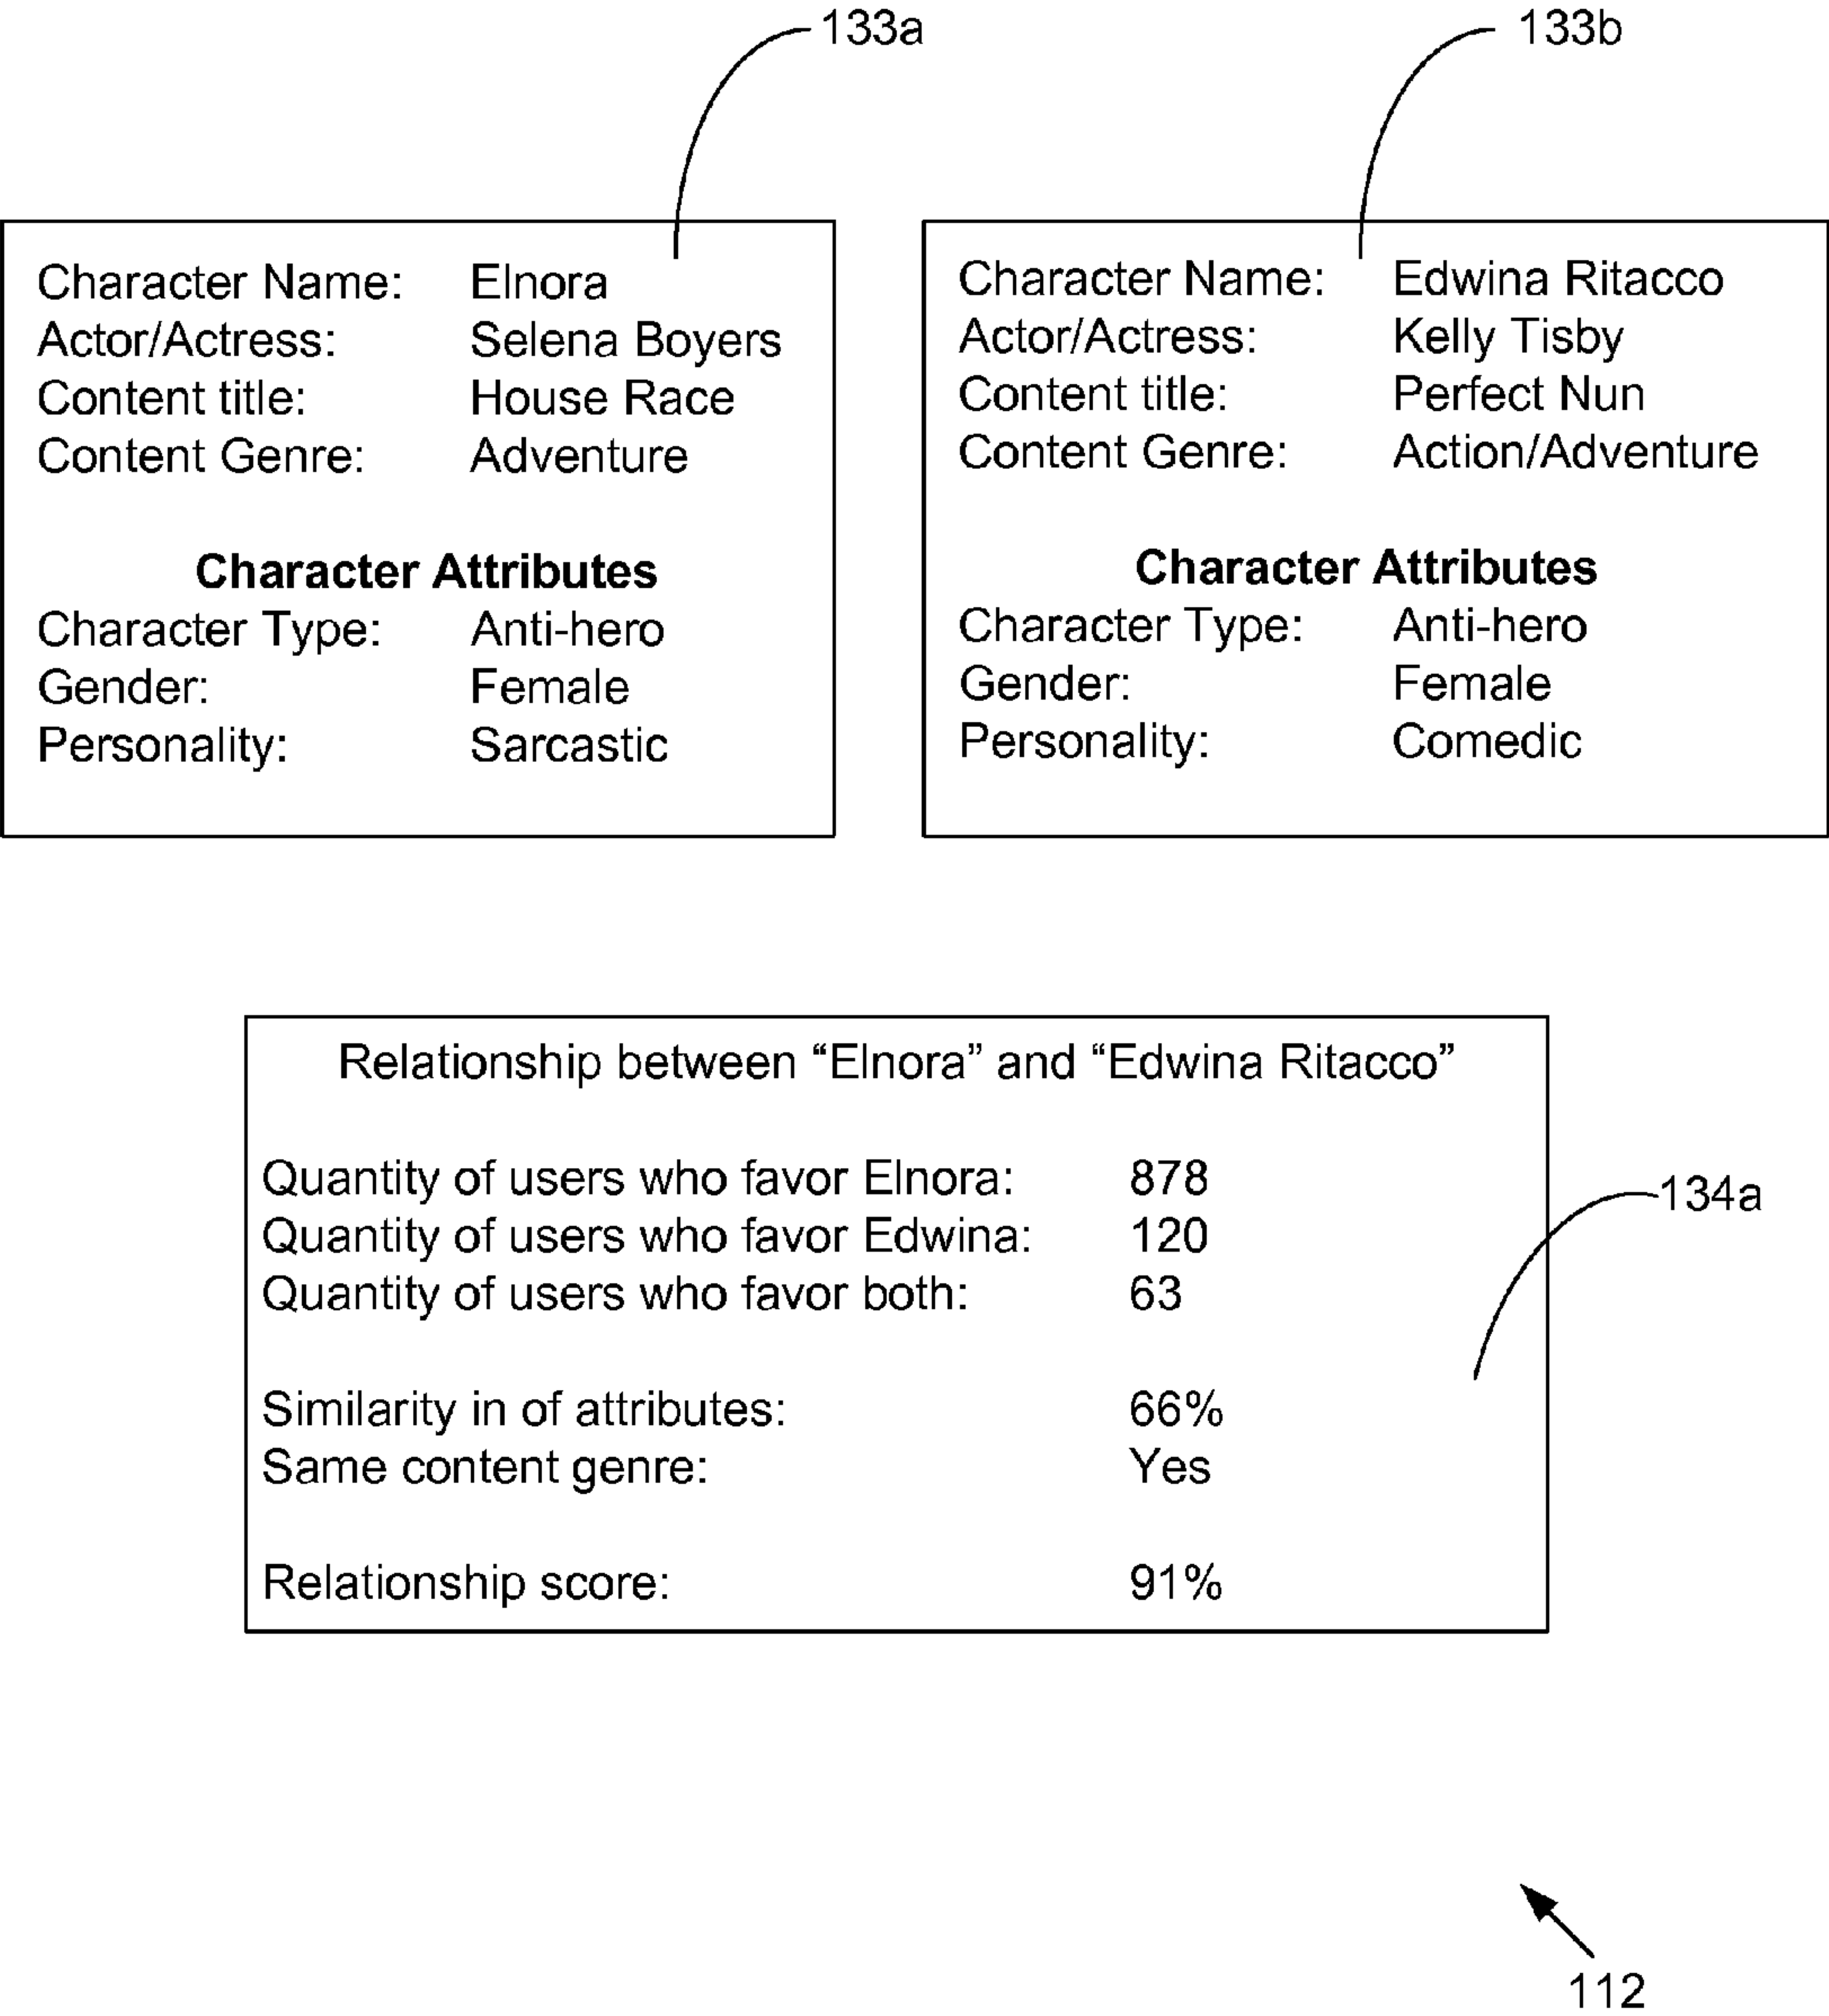 133a
133b
Character Name: Elnora
Actor/Actress: Selena Boyers
Content title: House Race
Content Genre: Adventure
Character Attributes
Character Type: Anti-hero
Gender: Female
Personality: Sarcastic
Character Name: Edwina Ritacco
Actor/Actress: Kelly Tisby
Content title: Perfect Nun
Content Genre: Action/Adventure
Character Attributes
Character Type: Anti-hero
Gender: Female
Personality: Comedic
Relationship between “Elnora” and “Edwina Ritacco”
Quantity of users who favor Elnora: 878
Quantity of users who favor Edwina: 120
Quantity of users who favor both: 63
Similarity in of attributes: 66%
Same content genre: Yes
Relationship score: 91%
134a
112